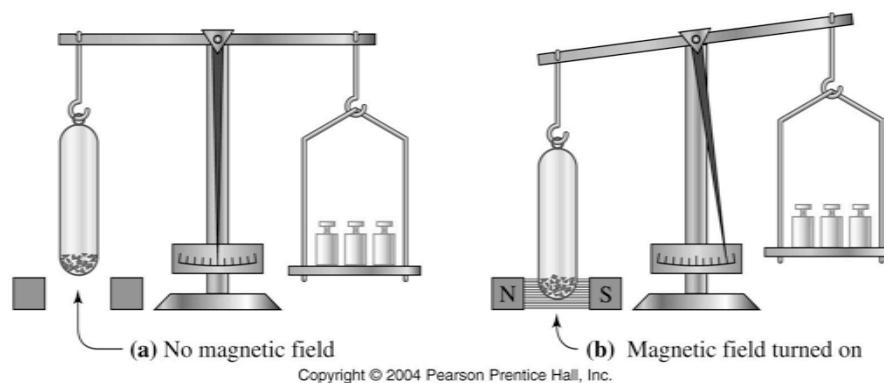 N S
(a) No magnetic field
(b) Magnetic field turned on
Copyright © 2004 Pearson Prentice Hall, Inc.